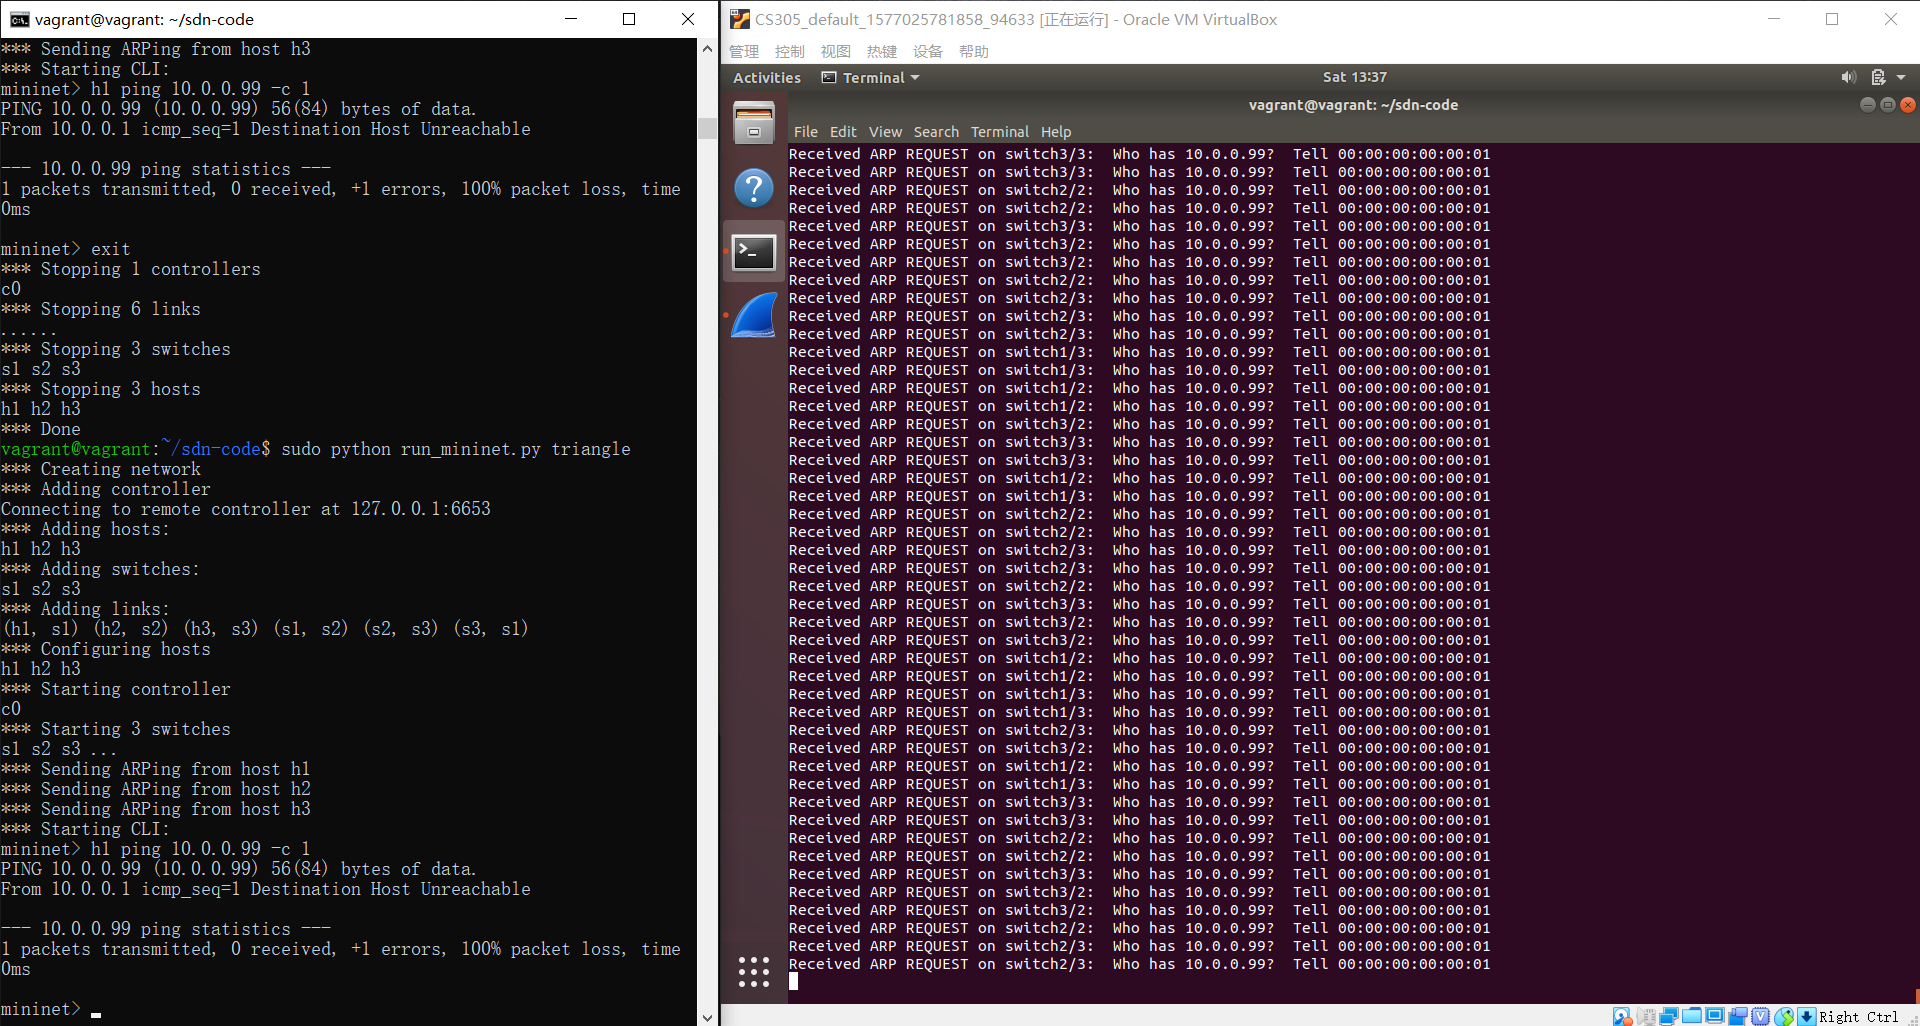 vagrant@vagrant: ~/sdn-code
*** Sending ARPing from host h3
*** Starting CLI:
mininet> h1 ping 10.0.0.99 -c 1
PING 10.0.0.99 (10.0.0.99) 56(84) bytes of data.
From 10.0.0.1 icmp_seq=1 Destination Host Unreachable
--- 10.0.0.99 ping statistics ---
1 packets transmitted, 0 received, +1 errors, 100% packet loss, time
0ms
mininet> exit
*** Stopping 1 controllers
c0
*** Stopping 6 links
......
*** Stopping 3 switches
s1 s2 s3
*** Stopping 3 hosts
h1 h2 h3
*** Done
vagrant@vagrant:~/sdn-code$ sudo python run_mininet.py triangle
*** Creating network
*** Adding controller
Connecting to remote controller at 127.0.0.1:6653
*** Adding hosts:
h1 h2 h3
*** Adding switches:
s1 s2 s3
*** Adding links:
(h1, s1) (h2, s2) (h3, s3) (s1, s2) (s2, s3) (s3, s1)
*** Configuring hosts
h1 h2 h3
*** Starting controller
c0
*** Starting 3 switches
s1 s2 s3 ...
*** Sending ARPing from host h1
*** Sending ARPing from host h2
*** Sending ARPing from host h3
*** Starting CLI:
mininet> h1 ping 10.0.0.99 -c 1
PING 10.0.0.99 (10.0.0.99) 56(84) bytes of data.
From 10.0.0.1 icmp_seq=1 Destination Host Unreachable
--- 10.0.0.99 ping statistics ---
1 packets transmitted, 0 received, +1 errors, 100% packet loss, time
0ms
mininet>
CS305_default_1577025781858_94633 [正在运行] - Oracle VM VirtualBox
管理 控制 视图 热键 设备 帮助
Activities Terminal Sat 13:37
vagrant@vagrant: ~/sdn-code
File Edit View Search Terminal Help
Received ARP REQUEST on switch3/3:  Who has 10.0.0.99?  Tell 00:00:00:00:00:01
Received ARP REQUEST on switch3/3:  Who has 10.0.0.99?  Tell 00:00:00:00:00:01
Received ARP REQUEST on switch2/2:  Who has 10.0.0.99?  Tell 00:00:00:00:00:01
Received ARP REQUEST on switch2/2:  Who has 10.0.0.99?  Tell 00:00:00:00:00:01
Received ARP REQUEST on switch3/3:  Who has 10.0.0.99?  Tell 00:00:00:00:00:01
Received ARP REQUEST on switch3/2:  Who has 10.0.0.99?  Tell 00:00:00:00:00:01
Received ARP REQUEST on switch3/2:  Who has 10.0.0.99?  Tell 00:00:00:00:00:01
Received ARP REQUEST on switch2/2:  Who has 10.0.0.99?  Tell 00:00:00:00:00:01
Received ARP REQUEST on switch2/3:  Who has 10.0.0.99?  Tell 00:00:00:00:00:01
Received ARP REQUEST on switch2/3:  Who has 10.0.0.99?  Tell 00:00:00:00:00:01
Received ARP REQUEST on switch2/3:  Who has 10.0.0.99?  Tell 00:00:00:00:00:01
Received ARP REQUEST on switch1/3:  Who has 10.0.0.99?  Tell 00:00:00:00:00:01
Received ARP REQUEST on switch1/3:  Who has 10.0.0.99?  Tell 00:00:00:00:00:01
Received ARP REQUEST on switch1/2:  Who has 10.0.0.99?  Tell 00:00:00:00:00:01
Received ARP REQUEST on switch1/2:  Who has 10.0.0.99?  Tell 00:00:00:00:00:01
Received ARP REQUEST on switch3/2:  Who has 10.0.0.99?  Tell 00:00:00:00:00:01
Received ARP REQUEST on switch3/3:  Who has 10.0.0.99?  Tell 00:00:00:00:00:01
Received ARP REQUEST on switch3/3:  Who has 10.0.0.99?  Tell 00:00:00:00:00:01
Received ARP REQUEST on switch1/2:  Who has 10.0.0.99?  Tell 00:00:00:00:00:01
Received ARP REQUEST on switch1/3:  Who has 10.0.0.99?  Tell 00:00:00:00:00:01
Received ARP REQUEST on switch2/2:  Who has 10.0.0.99?  Tell 00:00:00:00:00:01
Received ARP REQUEST on switch2/2:  Who has 10.0.0.99?  Tell 00:00:00:00:00:01
Received ARP REQUEST on switch2/3:  Who has 10.0.0.99?  Tell 00:00:00:00:00:01
Received ARP REQUEST on switch2/3:  Who has 10.0.0.99?  Tell 00:00:00:00:00:01
Received ARP REQUEST on switch2/2:  Who has 10.0.0.99?  Tell 00:00:00:00:00:01
Received ARP REQUEST on switch3/3:  Who has 10.0.0.99?  Tell 00:00:00:00:00:01
Received ARP REQUEST on switch3/2:  Who has 10.0.0.99?  Tell 00:00:00:00:00:01
Received ARP REQUEST on switch3/2:  Who has 10.0.0.99?  Tell 00:00:00:00:00:01
Received ARP REQUEST on switch1/2:  Who has 10.0.0.99?  Tell 00:00:00:00:00:01
Received ARP REQUEST on switch1/2:  Who has 10.0.0.99?  Tell 00:00:00:00:00:01
Received ARP REQUEST on switch1/3:  Who has 10.0.0.99?  Tell 00:00:00:00:00:01
Received ARP REQUEST on switch1/3:  Who has 10.0.0.99?  Tell 00:00:00:00:00:01
Received ARP REQUEST on switch2/3:  Who has 10.0.0.99?  Tell 00:00:00:00:00:01
Received ARP REQUEST on switch3/2:  Who has 10.0.0.99?  Tell 00:00:00:00:00:01
Received ARP REQUEST on switch1/2:  Who has 10.0.0.99?  Tell 00:00:00:00:00:01
Received ARP REQUEST on switch1/3:  Who has 10.0.0.99?  Tell 00:00:00:00:00:01
Received ARP REQUEST on switch3/3:  Who has 10.0.0.99?  Tell 00:00:00:00:00:01
Received ARP REQUEST on switch3/3:  Who has 10.0.0.99?  Tell 00:00:00:00:00:01
Received ARP REQUEST on switch2/2:  Who has 10.0.0.99?  Tell 00:00:00:00:00:01
Received ARP REQUEST on switch2/2:  Who has 10.0.0.99?  Tell 00:00:00:00:00:01
Received ARP REQUEST on switch3/3:  Who has 10.0.0.99?  Tell 00:00:00:00:00:01
Received ARP REQUEST on switch3/2:  Who has 10.0.0.99?  Tell 00:00:00:00:00:01
Received ARP REQUEST on switch3/2:  Who has 10.0.0.99?  Tell 00:00:00:00:00:01
Received ARP REQUEST on switch2/2:  Who has 10.0.0.99?  Tell 00:00:00:00:00:01
Received ARP REQUEST on switch2/3:  Who has 10.0.0.99?  Tell 00:00:00:00:00:01
Received ARP REQUEST on switch2/3:  Who has 10.0.0.99?  Tell 00:00:00:00:00:01
Right Ctrl